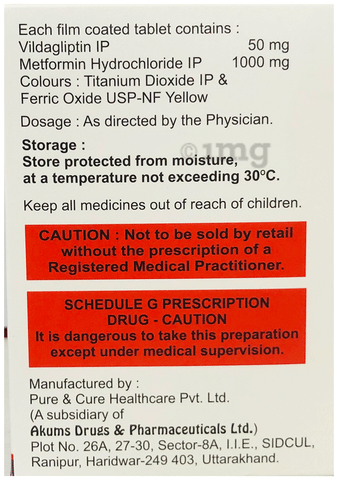 Each film coated tablet contains :
Vildagliptin IP 50 mg
Metformin Hydrochloride IP 1000 mg
Colours : Titanium Dioxide IP &
Ferric Oxide USP-NF Yellow
Dosage : As directed by the Physician.
Storage :
Store protected from moisture,
at a temperature not exceeding 30ºC.
Keep all medicines out of reach of children.
CAUTION : Not to be sold by retail
without the prescription of a
Registered Medical Practitioner.
SCHEDULE G PRESCRIPTION
DRUG - CAUTION
It is dangerous to take this preparation
except under medical supervision.
Manufactured by :
Pure & Cure Healthcare Pvt. Ltd.
(A subsidiary of
Akums Drugs & Pharmaceuticals Ltd.)
Plot No. 26A, 27-30, Sector-8A, I.I.E., SIDCUL,
Ranipur, Haridwar-249 403, Uttarakhand.
©1mg